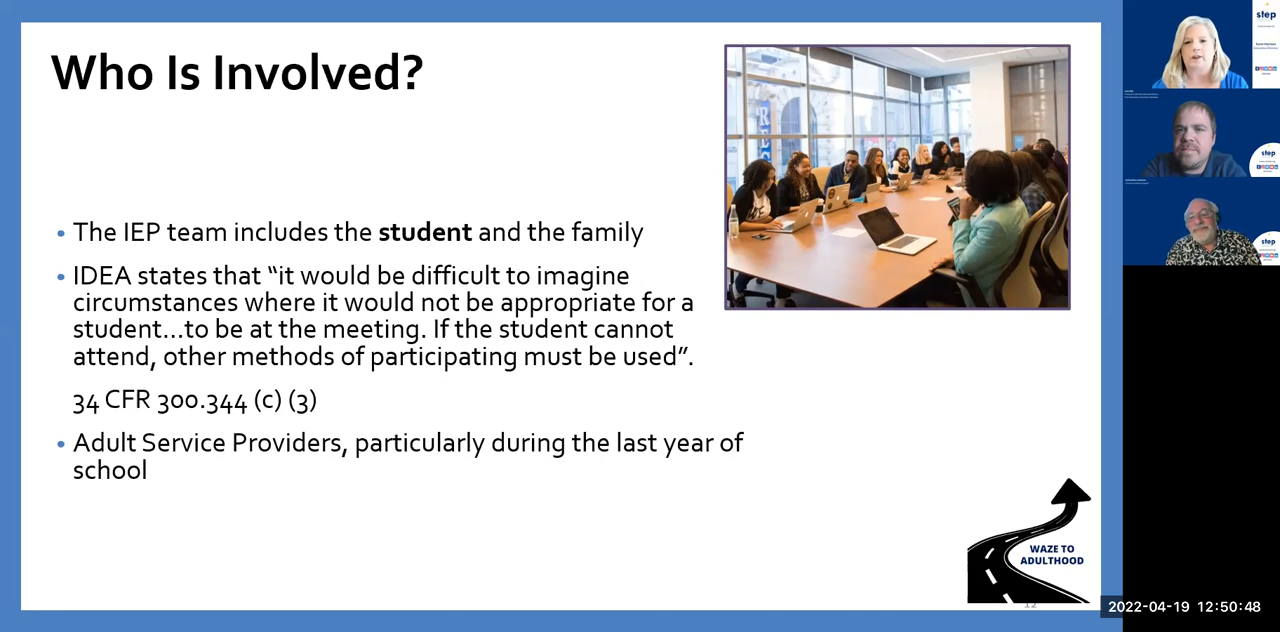 Who Is Involved?
• The IEP team includes the student and the family
• IDEA states that “it would be difficult to imagine
circumstances where it would not be appropriate for a
student...to be at the meeting. If the student cannot
attend, other methods of participating must be used”.
34 CFR 300.344 (c) (3)
• Adult Service Providers, particularly during the last year of
school
WAZE TO
ADULTHOOD
12
step
step
step
2022-04-19 12:50:48